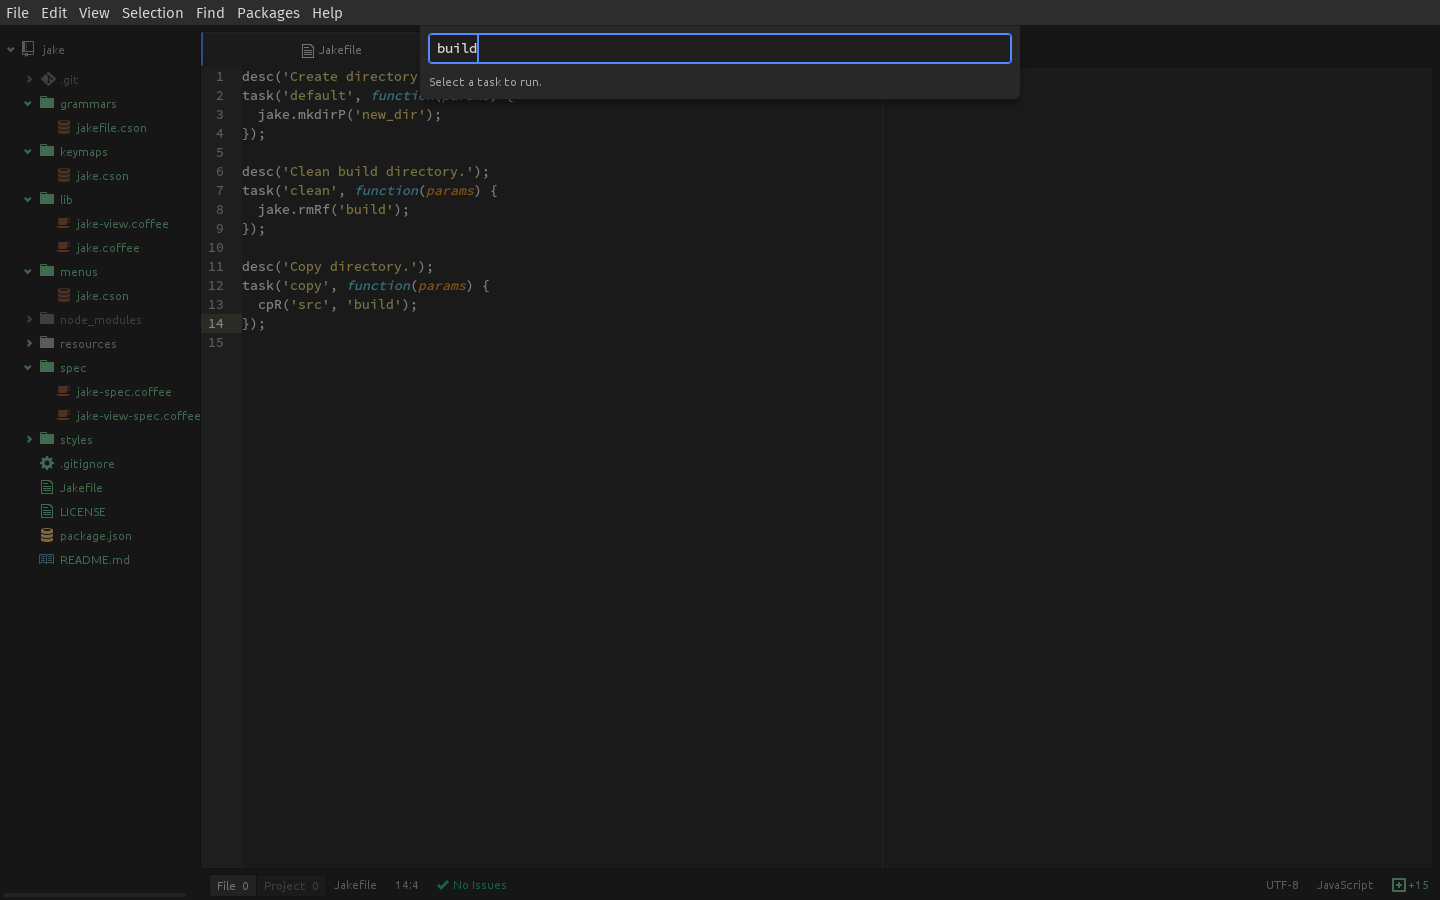 File Edit View Selection Find Packages Help
jake
.git
grammars
jakefile.cson
keymaps
jake.cson
lib
jake-view.coffee
jake.coffee
menus
jake.cson
node_modules
resources
spec
jake-spec.coffee
jake-view-spec.coffee
styles
.gitignore
Jakefile
LICENSE
package.json
README.md
Jakefile
build
Select a task to run.
1 desc('Create directory
2 task('default', function(params) {
3 jake.mkdirP('new_dir');
4 });
5
6 desc('Clean build directory.');
7 task('clean', function(params) {
8 jake.rmRf('build');
9 });
10
11 desc('Copy directory.');
12 task('copy', function(params) {
13 cpR('src', 'build');
14 });
15
File 0 Project 0 Jakefile 14:4 No Issues UTF-8 JavaScript +15